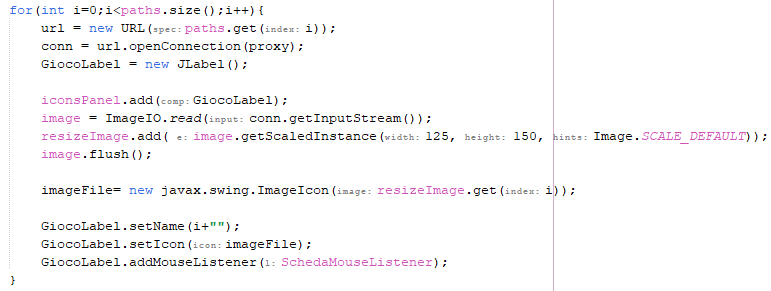 for(int i=0;i<paths.size();i++){
url = new URL(spec: paths.get(index: i));
conn = url.openConnection(proxy);
GiocoLabel = new JLabel();
iconsPanel.add(comp: GiocoLabel);
image = ImageIO.read(input: conn.getInputStream());
resizeImage.add( e: image.getScaledInstance(width: 125, height: 150, hints: Image.SCALE_DEFAULT));
image.flush();
imageFile= new javax.swing.ImageIcon(image: resizeImage.get(index: i));
GiocoLabel.setName(i+"");
GiocoLabel.setIcon(icon: imageFile);
GiocoLabel.addMouseListener(l: SchedaMouseListener);
}